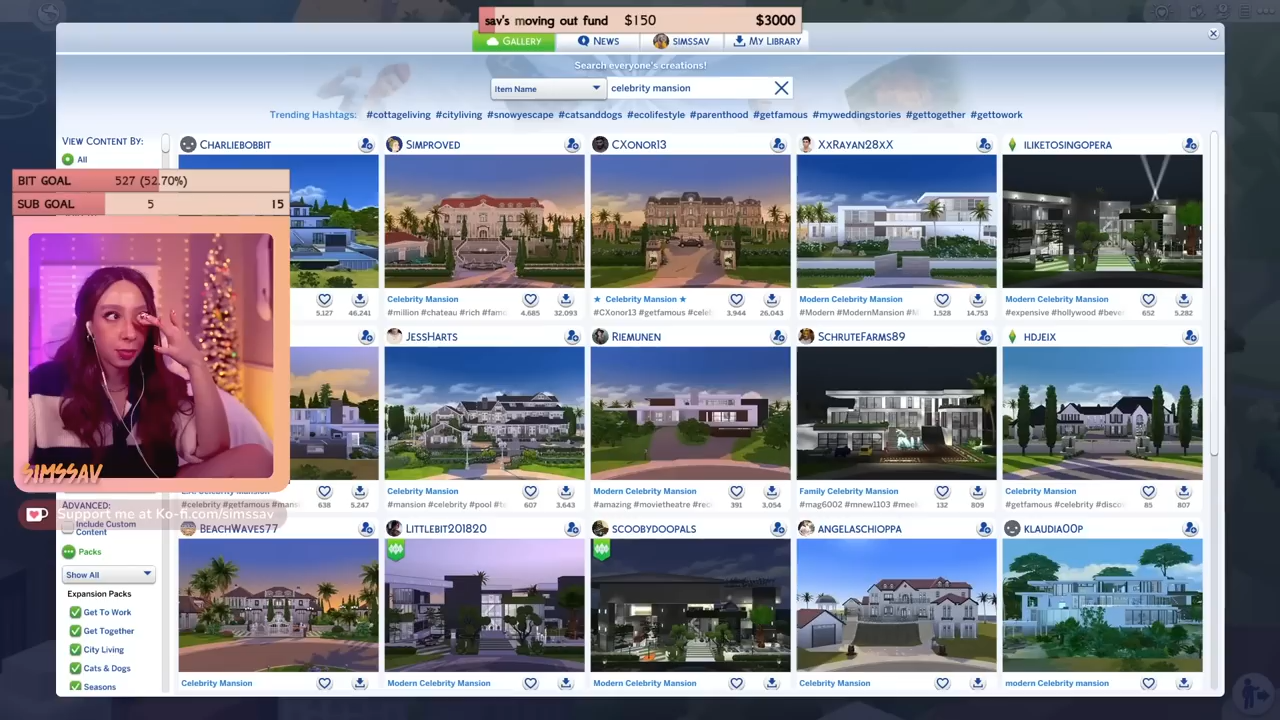 sav's moving out fund $150 $3000
GALLERY NEWS SIMSSAV MY LIBRARY
Search everyone's creations!
Item Name celebrity mansion
Trending Hashtags: #cottageliving #cityliving #snowyescape #catsanddogs #ecolifestyle #parenthood #getfamous #myweddingstories #gettogether #gettowork
VIEW CONTENT BY:
All
BIT GOAL 527 (52.70%)
SUB GOAL 5 15
SIMSSAV
Support me at Ko-fi.com/simssav
ADVANCED:
Include Custom
Content
Packs
Show All
Expansion Packs
Get To Work
Get Together
City Living
Cats & Dogs
Seasons
CHARLIEBOBBIT SIMPROVED CXONOR13 XXRAYAN28XX ILIKETOSINGOPERA
Celebrity Mansion ★ Celebrity Mansion ★ Modern Celebrity Mansion Modern Celebrity Mansion
5,127 46,241 #million #chateau #rich #famo 4,685 32,093 #CXonor13 #getfamous #celeb 3,944 26,043 #Modern #ModernMansion #M 1,528 14,753 #expensive #hollywood #bever 652 5,282
JESSHARTS RIEMUNEN SCHRUTEFARMS89 HDJEIX
Celebrity Mansion Modern Celebrity Mansion Family Celebrity Mansion Celebrity Mansion
638 5,247 #mansion #celebrity #pool #to 607 3,643 #amazing #movietheatre #rec 391 3,054 #mag6002 #mnew1103 #meek 132 809 #getfamous #celebrity #disco 85 807
BEACHWAVES77 LITTLEBIT201820 SCOOBYDOOPALS ANGELASCHIOPPA KLAUDIA00P
Celebrity Mansion Modern Celebrity Mansion Modern Celebrity Mansion Celebrity Mansion modern Celebrity mansion